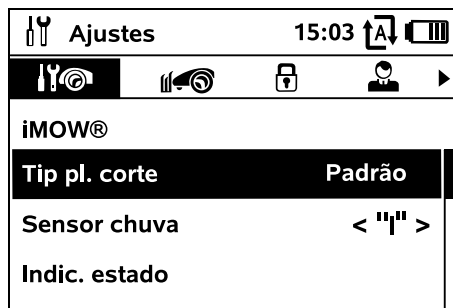 Ajustes 15:03 A
iMOW®
Tip pl. corte Padrão
Sensor chuva < "I" >
Indic. estado